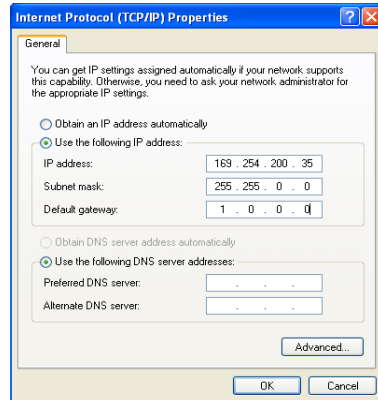 Internet Protocol (TCP/IP) Properties
General
You can get IP settings assigned automatically if your network supports
this capability. Otherwise, you need to ask your network administrator for
the appropriate IP settings.
Obtain an IP address automatically
Use the following IP address:
IP address: 169 . 254 . 200 . 35
Subnet mask: 255 . 255 . 0 . 0
Default gateway: 1 . 0 . 0 . 0
Obtain DNS server address automatically
Use the following DNS server addresses:
Preferred DNS server: . . .
Alternate DNS server: . . .
Advanced...
OK Cancel